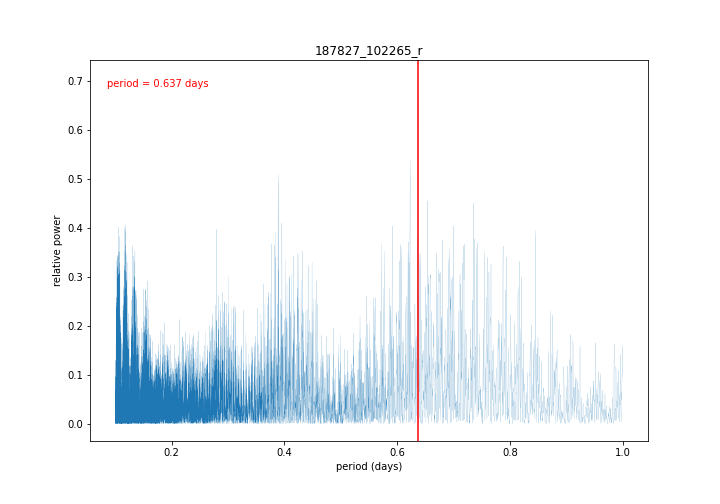 187827_102265_r
period = 0.637 days
relative power
0.7
0.6
0.5
0.4
0.3
0.2
0.1
0.0
0.2 0.4 0.6 0.8 1.0
period (days)